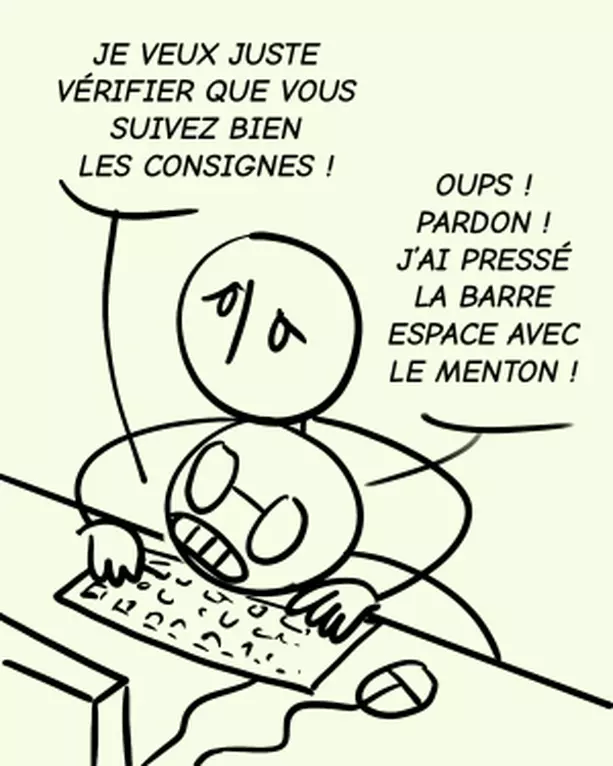 JE VEUX JUSTE
VÉRIFIER QUE VOUS
SUIVEZ BIEN
LES CONSIGNES !
OUPS !
PARDON !
J'AI PRESSÉ
LA BARRE
ESPACE AVEC
LE MENTON !